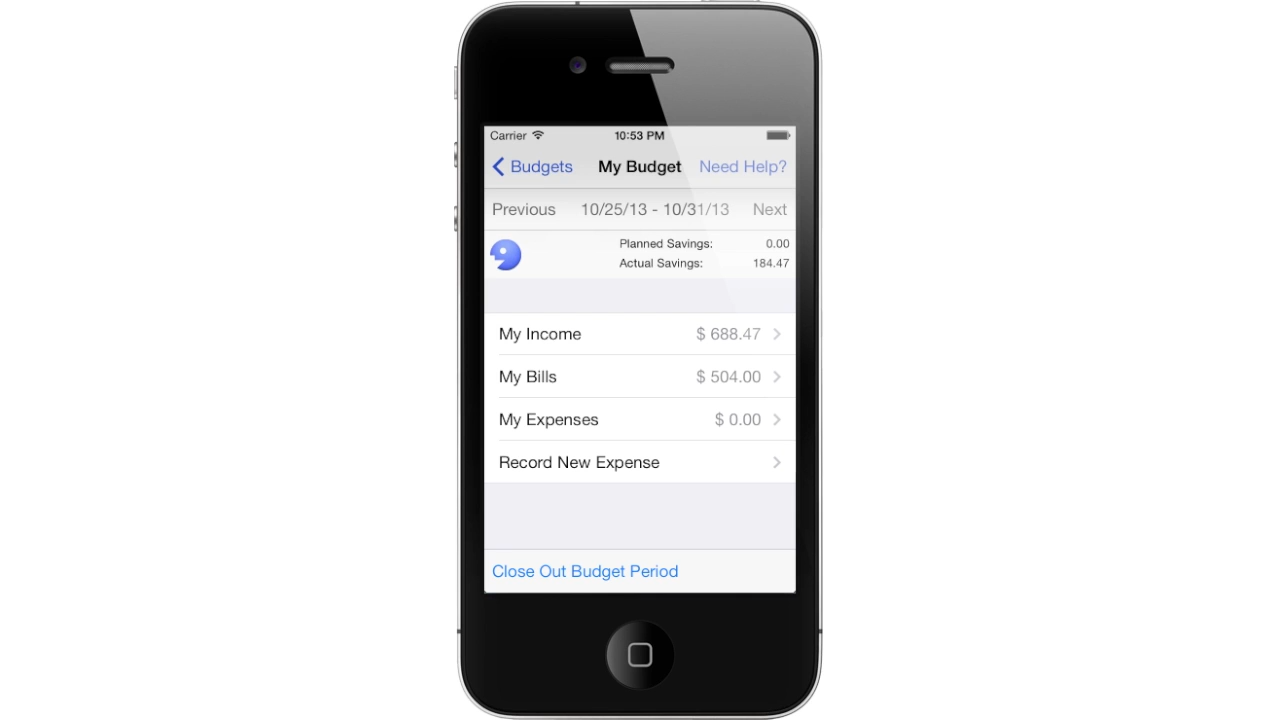 Carrier 10:53 PM
Budgets My Budget Need Help?
Previous 10/25/13 - 10/31/13 Next
Planned Savings: 0.00
Actual Savings: 184.47
My Income $ 688.47
My Bills $ 504.00
My Expenses $ 0.00
Record New Expense
Close Out Budget Period